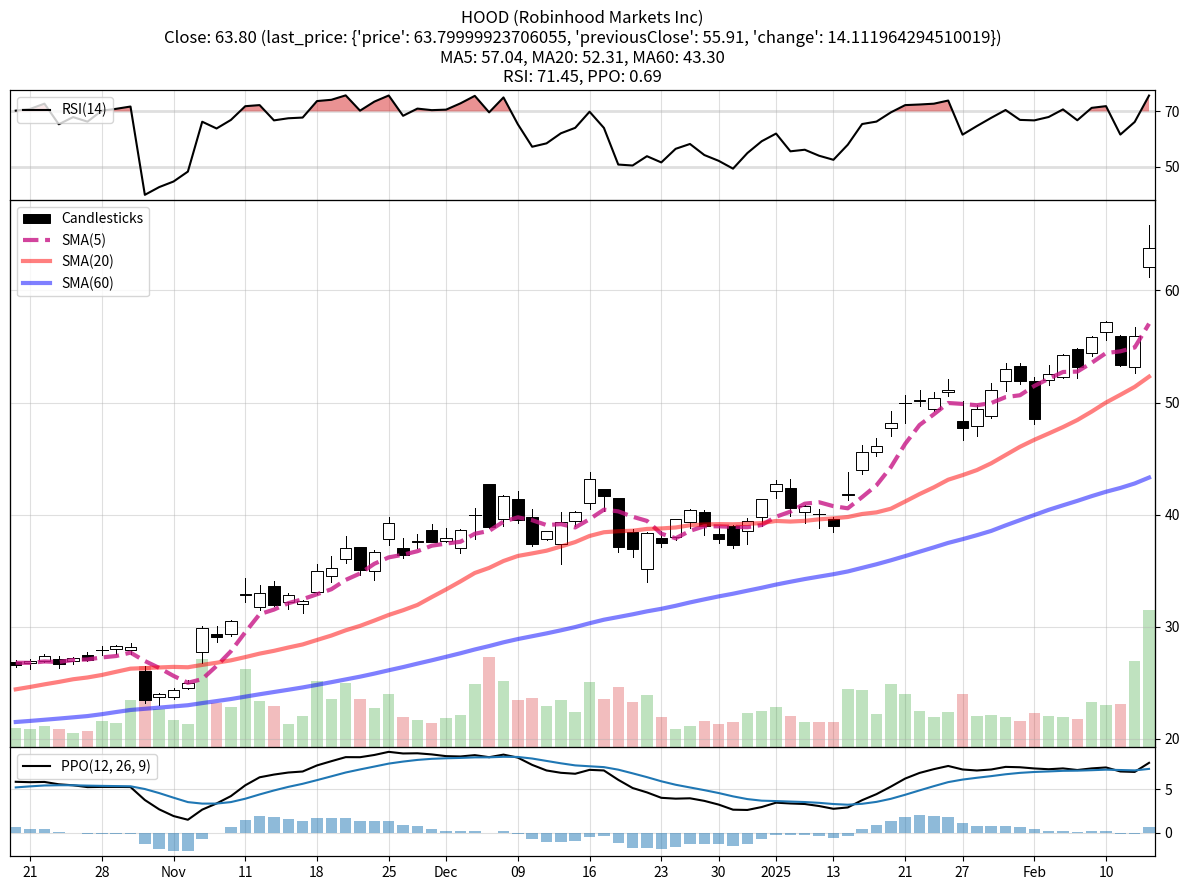 HOOD (Robinhood Markets Inc)
Close: 63.80 (last_price: {'price': 63.79999923706055, 'previousClose': 55.91, 'change': 14.111964294510019})
MA5: 57.04, MA20: 52.31, MA60: 43.30
RSI: 71.45, PPO: 0.69
RSI(14)
70
50
Candlesticks
SMA(5)
SMA(20)
SMA(60)
60
50
40
30
20
PPO(12, 26, 9)
5
0
21 28 Nov 11 18 25 Dec 09 16 23 30 2025 13 21 27 Feb 10